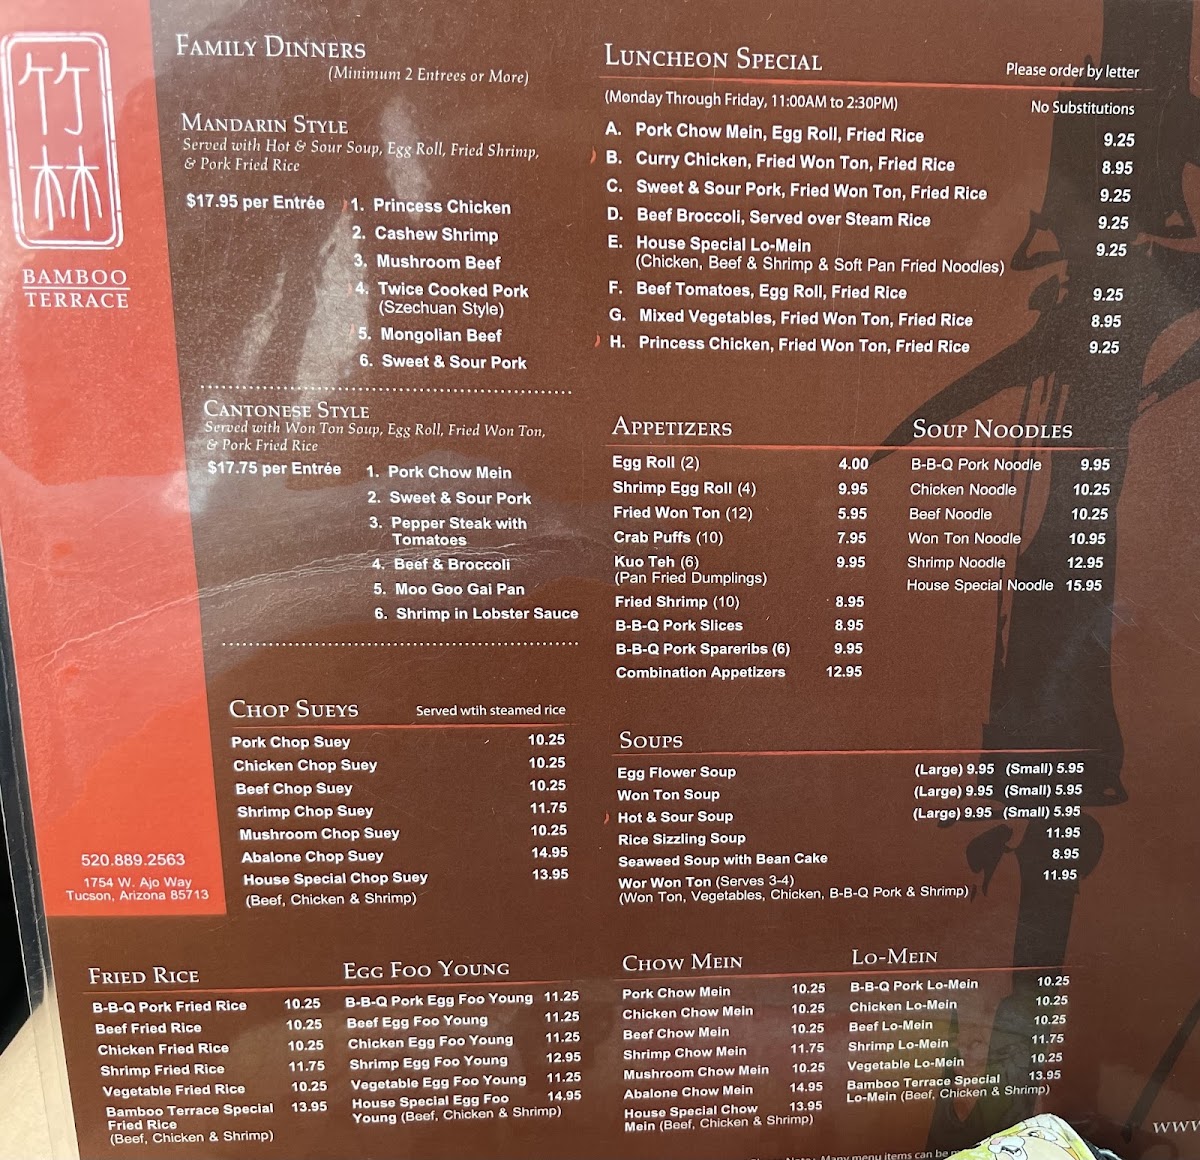 竹
林
BAMBOO
TERRACE
520.889.2563
1754 W. Ajo Way
Tucson, Arizona 85713
FAMILY DINNERS
(Minimum 2 Entrees or More)
MANDARIN STYLE
Served with Hot & Sour Soup, Egg Roll, Fried Shrimp,
& Pork Fried Rice
$17.95 per Entrée
1. Princess Chicken
2. Cashew Shrimp
3. Mushroom Beef
4. Twice Cooked Pork
(Szechuan Style)
5. Mongolian Beef
6. Sweet & Sour Pork
CANTONESE STYLE
Served with Won Ton Soup, Egg Roll, Fried Won Ton,
& Pork Fried Rice
$17.75 per Entrée
1. Pork Chow Mein
2. Sweet & Sour Pork
3. Pepper Steak with
Tomatoes
4. Beef & Broccoli
5. Moo Goo Gai Pan
6. Shrimp in Lobster Sauce
CHOP SUEYS Served wtih steamed rice
Pork Chop Suey 10.25
Chicken Chop Suey 10.25
Beef Chop Suey 10.25
Shrimp Chop Suey 11.75
Mushroom Chop Suey 10.25
Abalone Chop Suey 14.95
House Special Chop Suey 13.95
(Beef, Chicken & Shrimp)
LUNCHEON SPECIAL Please order by letter
(Monday Through Friday, 11:00AM to 2:30PM) No Substitutions
A. Pork Chow Mein, Egg Roll, Fried Rice 9.25
B. Curry Chicken, Fried Won Ton, Fried Rice 8.95
C. Sweet & Sour Pork, Fried Won Ton, Fried Rice 9.25
D. Beef Broccoli, Served over Steam Rice 9.25
E. House Special Lo-Mein 9.25
(Chicken, Beef & Shrimp & Soft Pan Fried Noodles)
F. Beef Tomatoes, Egg Roll, Fried Rice 9.25
G. Mixed Vegetables, Fried Won Ton, Fried Rice 8.95
H. Princess Chicken, Fried Won Ton, Fried Rice 9.25
APPETIZERS
Egg Roll (2) 4.00
Shrimp Egg Roll (4) 9.95
Fried Won Ton (12) 5.95
Crab Puffs (10) 7.95
Kuo Teh (6) 9.95
(Pan Fried Dumplings)
Fried Shrimp (10) 8.95
B-B-Q Pork Slices 8.95
B-B-Q Pork Spareribs (6) 9.95
Combination Appetizers 12.95
SOUP NOODLES
B-B-Q Pork Noodle 9.95
Chicken Noodle 10.25
Beef Noodle 10.25
Won Ton Noodle 10.95
Shrimp Noodle 12.95
House Special Noodle 15.95
SOUPS
Egg Flower Soup (Large) 9.95 (Small) 5.95
Won Ton Soup (Large) 9.95 (Small) 5.95
Hot & Sour Soup (Large) 9.95 (Small) 5.95
Rice Sizzling Soup 11.95
Seaweed Soup with Bean Cake 8.95
Wor Won Ton (Serves 3-4) 11.95
(Won Ton, Vegetables, Chicken, B-B-Q Pork & Shrimp)
FRIED RICE
B-B-Q Pork Fried Rice 10.25
Beef Fried Rice 10.25
Chicken Fried Rice 10.25
Shrimp Fried Rice 11.75
Vegetable Fried Rice 10.25
Bamboo Terrace Special 13.95
Fried Rice
(Beef, Chicken & Shrimp)
EGG FOO YOUNG
B-B-Q Pork Egg Foo Young 11.25
Beef Egg Foo Young 11.25
Chicken Egg Foo Young 11.25
Shrimp Egg Foo Young 12.95
Vegetable Egg Foo Young 11.25
House Special Egg Foo 14.95
Young (Beef, Chicken & Shrimp)
CHOW MEIN
Pork Chow Mein 10.25
Chicken Chow Mein 10.25
Beef Chow Mein 10.25
Shrimp Chow Mein 11.75
Mushroom Chow Mein 10.25
Abalone Chow Mein 14.95
House Special Chow 13.95
Mein (Beef, Chicken & Shrimp)
LO-MEIN
B-B-Q Pork Lo-Mein 10.25
Chicken Lo-Mein 10.25
Beef Lo-Mein 10.25
Shrimp Lo-Mein 11.75
Vegetable Lo-Mein 10.25
Bamboo Terrace Special 13.95
Lo-Mein (Beef, Chicken & Shrimp)
www
Please Note: Many menu items can be